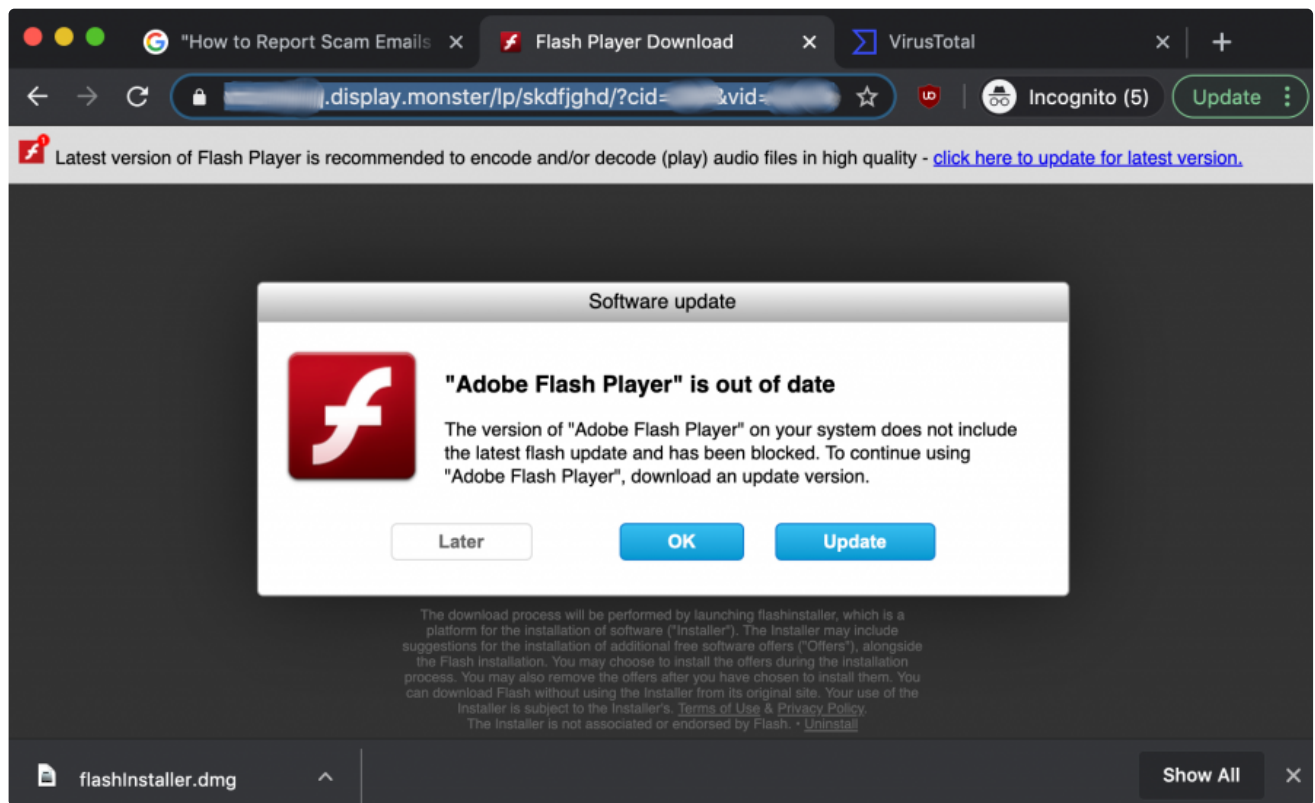 "How to Report Scam Emails
Flash Player Download
VirusTotal
.display.monster/lp/skdfjghd/?cid= &vid=
Incognito (5)
Update
Latest version of Flash Player is recommended to encode and/or decode (play) audio files in high quality - click here to update for latest version.
Software update
"Adobe Flash Player" is out of date
The version of "Adobe Flash Player" on your system does not include
the latest flash update and has been blocked. To continue using
"Adobe Flash Player", download an update version.
Later
OK
Update
The download process will be performed by launching flashinstaller, which is a
platform for the installation of software ("Installer"). The Installer may include
suggestions for the installation of additional free software offers ("Offers"), alongside
the Flash installation. You may choose to install the offers during the installation
process. You may also remove the offers after you have chosen to install them. You
can download Flash without using the Installer from its original site. Your use of the
Installer is subject to the Installer's. Terms of Use & Privacy Policy.
The Installer is not associated or endorsed by Flash. • Uninstall
flashInstaller.dmg
Show All